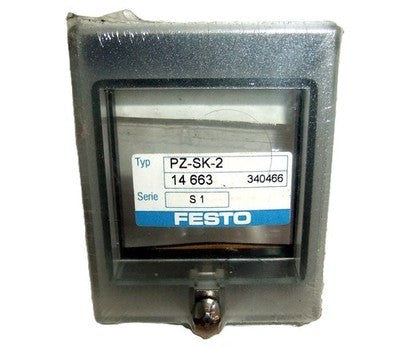 Typ PZ-SK-2
14 663 340466
Serie S 1
FESTO